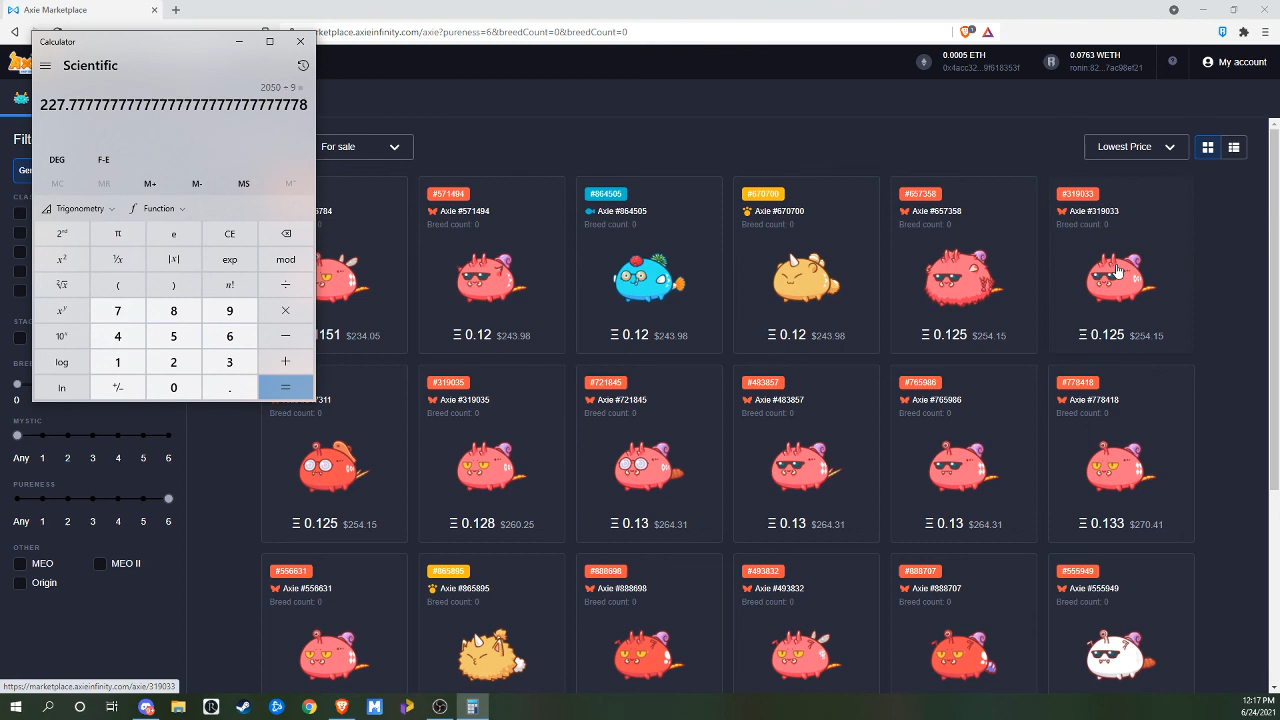 Axie Marketplace
marketplace.axieinfinity.com/axie?pureness=6&breedCount=0&breedCount=0
Calculator
Scientific
2050 ÷ 9 =
DEG
F-E
MC
MR
M+
M-
MS
Trigonometry
Function
2nd
π
e
CE
x²
¹/x
|x|
exp
mod
(
)
n!
÷
7
8
9
×
4
5
6
−
10ˣ
log
1
2
3
+
ln
+/−
0
.
=
0.0005 ETH
0x4acc32...9f618353f
0.0763 WETH
ronin:82...7ac98ef21
My account
For sale
Lowest Price
Breed count: 0
151 $234.05
#571494
Axie #571494
Breed count: 0
Ξ 0.12 $243.98
#864505
Axie #864505
Breed count: 0
Ξ 0.12 $243.98
#670700
Axie #670700
Breed count: 0
Ξ 0.12 $243.98
#657358
Axie #657358
Breed count: 0
Ξ 0.125 $254.15
#319033
Axie #319033
Breed count: 0
Ξ 0.125 $254.15
Ξ 0.125 $254.15
#319035
Axie #319035
Breed count: 0
Ξ 0.128 $260.25
#721845
Axie #721845
Breed count: 0
Ξ 0.13 $264.31
#483857
Axie #483857
Breed count: 0
Ξ 0.13 $264.31
#765986
Axie #765986
Breed count: 0
Ξ 0.13 $264.31
#778418
Axie #778418
Breed count: 0
Ξ 0.133 $270.41
#556631
Axie #556631
Breed count: 0
#865895
Axie #865895
Breed count: 0
#888698
Axie #888698
Breed count: 0
#493832
Axie #493832
Breed count: 0
#888707
Axie #888707
Breed count: 0
#555949
Axie #555949
Breed count: 0
0
MYSTIC
Any 1 2 3 4 5 6
PURENESS
Any 1 2 3 4 5 6
OTHER
MEO
MEO II
Origin
https://marketplace.axieinfinity.com/axie/319033
12:17 PM
6/24/2021